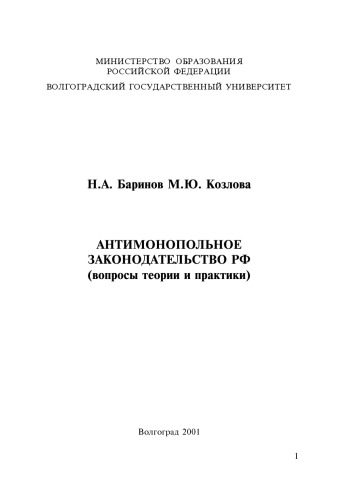 МИНИСТЕРСТВО ОБРАЗОВАНИЯ
РОССИЙСКОЙ ФЕДЕРАЦИИ
ВОЛГОГРАДСКИЙ ГОСУДАРСТВЕННЫЙ УНИВЕРСИТЕТ
Н.А. Баринов М.Ю. Козлова
АНТИМОНОПОЛЬНОЕ
ЗАКОНОДАТЕЛЬСТВО РФ
(вопросы теории и практики)
Волгоград 2001
1